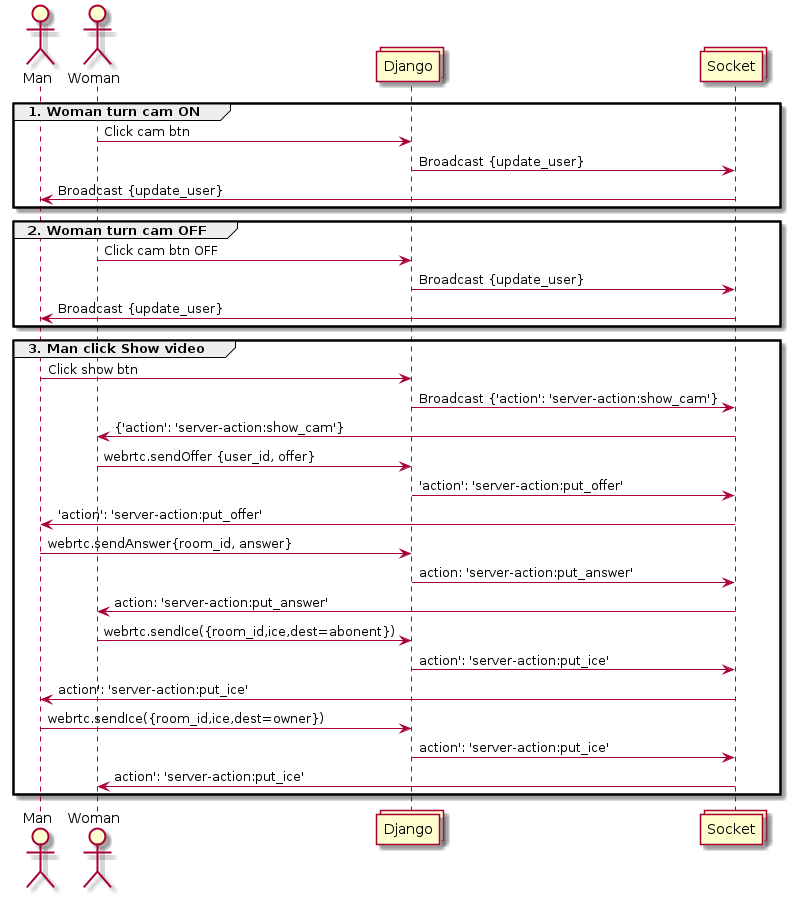 Man Woman Django Socket
1. Woman turn cam ON
Click cam btn
Broadcast {update_user}
Broadcast {update_user}
2. Woman turn cam OFF
Click cam btn OFF
Broadcast {update_user}
Broadcast {update_user}
3. Man click Show video
Click show btn
Broadcast {'action': 'server-action:show_cam'}
{'action': 'server-action:show_cam'}
webrtc.sendOffer {user_id, offer}
'action': 'server-action:put_offer'
'action': 'server-action:put_offer'
webrtc.sendAnswer{room_id, answer}
action: 'server-action:put_answer'
action: 'server-action:put_answer'
webrtc.sendIce({room_id,ice,dest=abonent})
action': 'server-action:put_ice'
action': 'server-action:put_ice'
webrtc.sendIce({room_id,ice,dest=owner})
action': 'server-action:put_ice'
action': 'server-action:put_ice'
Man Woman Django Socket